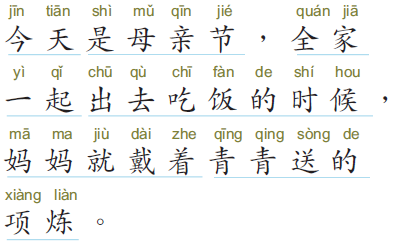 jīn tiān shì mǔ qīn jié quán jiā
今天是母亲节，全家
yì qǐ chū qù chī fàn de shí hou
一起出去吃饭的时候，
mā ma jiù dài zhe qīng qing sòng de
妈妈就戴着青青送的
xiàng liàn
项炼。